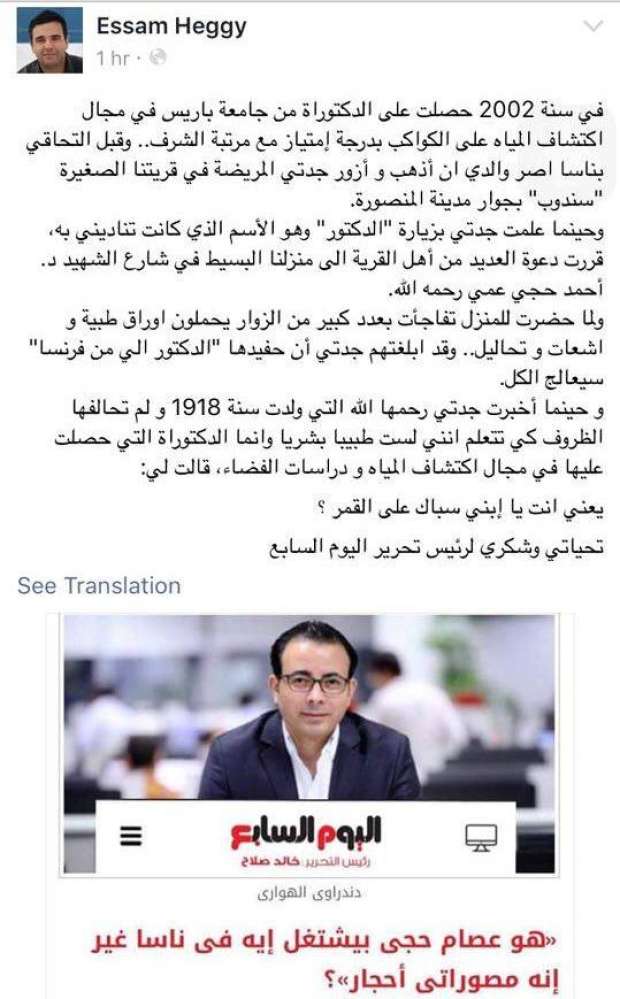 Essam Heggy
1 hr ·
في سنة 2002 حصلت على الدكتوراة من جامعة باريس في مجال
اكتشاف المياه على الكواكب بدرجة إمتياز مع مرتبة الشرف.. وقبل التحاقي
بناسا اصر والدي ان أذهب و أزور جدتي المريضة في قريتنا الصغيرة
"سندوب" بجوار مدينة المنصورة.
وحينما علمت جدتي بزيارة "الدكتور" وهو الأسم الذي كانت تناديني به،
قررت دعوة العديد من أهل القرية الى منزلنا البسيط في شارع الشهيد د.
أحمد حجي عمي رحمه الله.
ولما حضرت للمنزل تفاجأت بعدد كبير من الزوار يحملون اوراق طبية و
اشعات و تحاليل.. وقد ابلغتهم جدتي أن حفيدها "الدكتور الي من فرنسا"
سيعالج الكل.
و حينما أخبرت جدتي رحمها الله التي ولدت سنة 1918 و لم تحالفها
الظروف كي تتعلم انني لست طبيبا بشريا وانما الدكتوراة التي حصلت
عليها في مجال اكتشاف المياه و دراسات الفضاء، قالت لي:
يعني انت يا إبني سباك على القمر ؟
تحياتي وشكري لرئيس تحرير اليوم السابع
See Translation
اليوم السابع
رئيس التحرير: خالد صلاح
دندراوى الهوارى
«هو عصام حجى بيشتغل إيه فى ناسا غير
إنه مصوراتى أحجار»؟